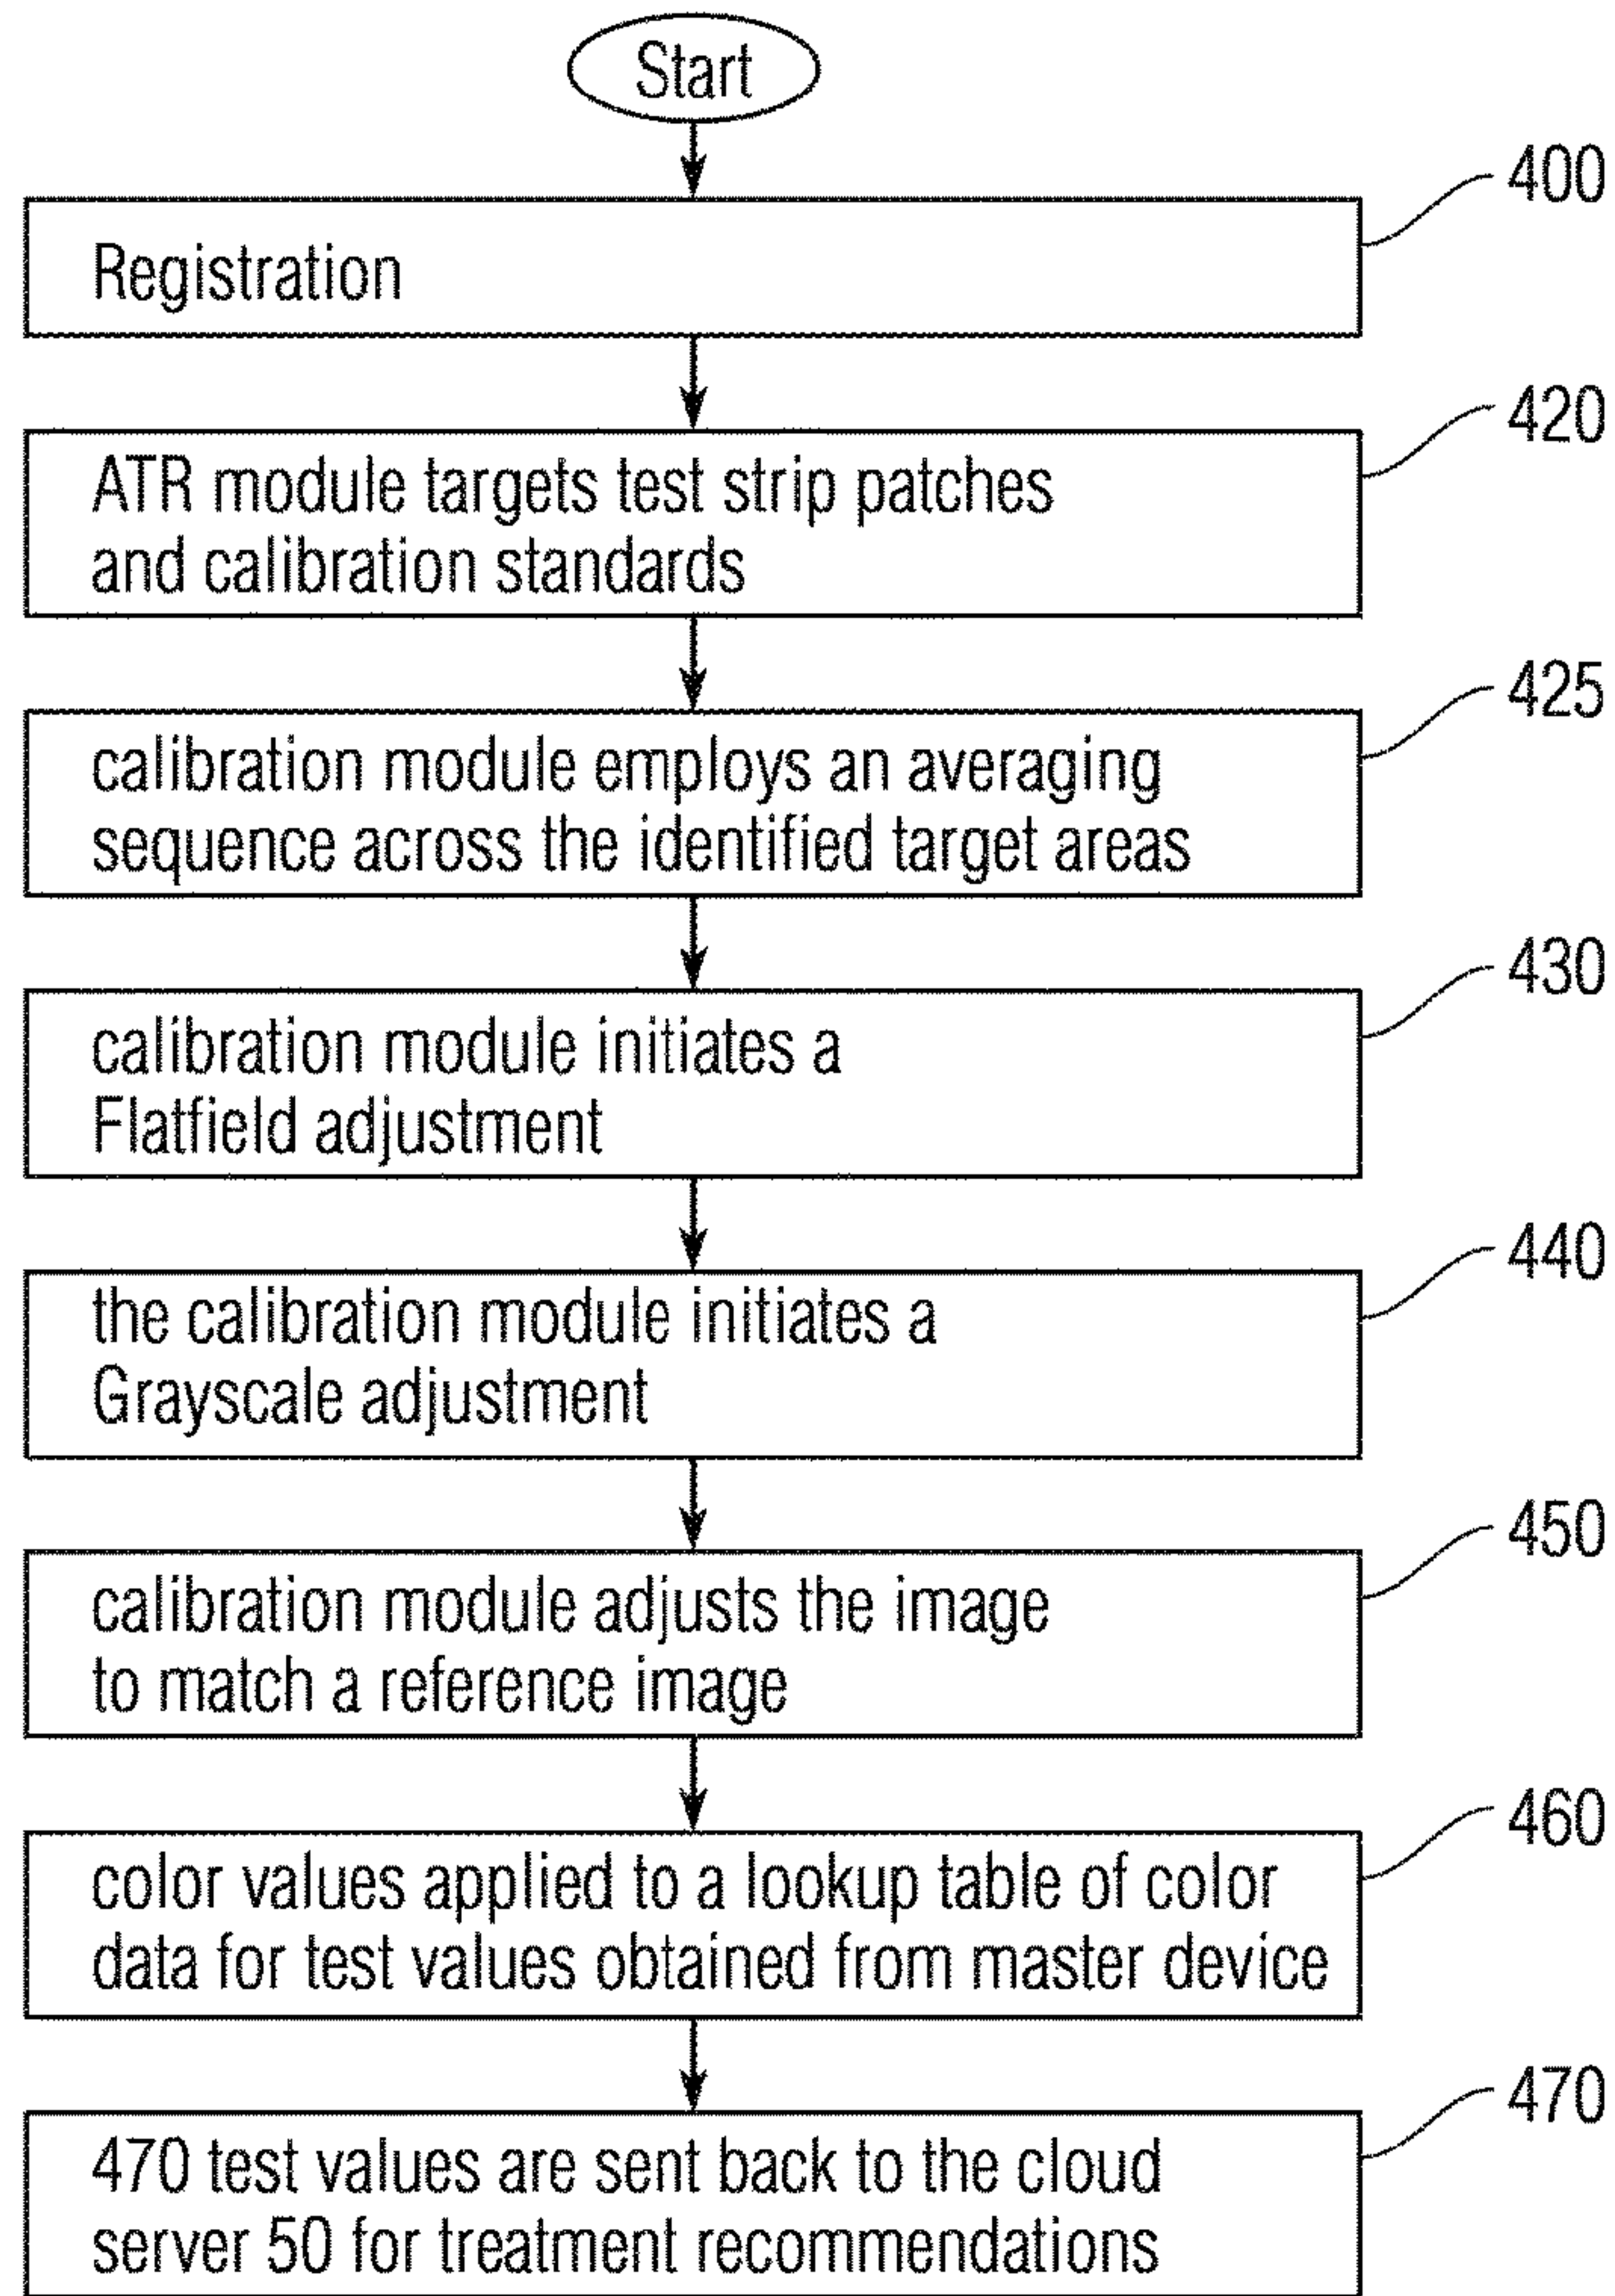 Start
400
Registration
420
ATR module targets test strip patches
and calibration standards
425
calibration module employs an averaging
sequence across the identified target areas
430
calibration module initiates a
Flatfield adjustment
440
the calibration module initiates a
Grayscale adjustment
450
calibration module adjusts the image
to match a reference image
460
color values applied to a lookup table of color
data for test values obtained from master device
470
470 test values are sent back to the cloud
server 50 for treatment recommendations